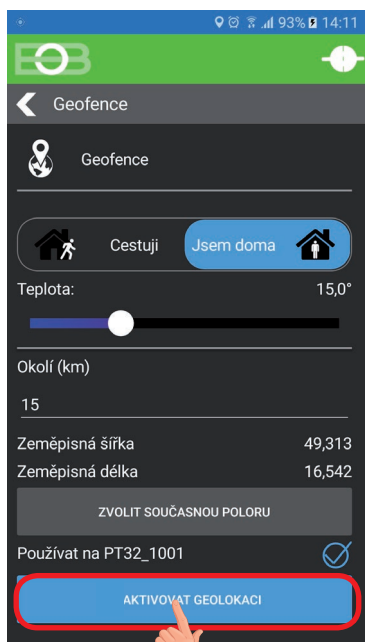 93% 14:11
EOB
Geofence
Geofence
Cestuji Jsem doma
Teplota: 15,0°
Okolí (km)
15
Zeměpisná šířka 49,313
Zeměpisná délka 16,542
ZVOLIT SOUČASNOU POLORU
Používat na PT32_1001
AKTIVOVAT GEOLOKACI